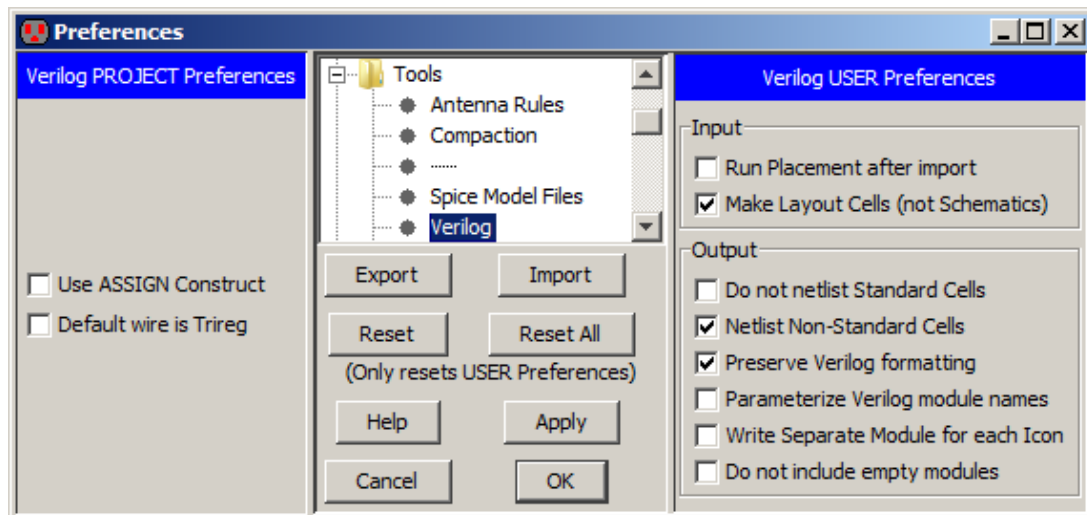 Preferences
Verilog PROJECT Preferences
Use ASSIGN Construct
Default wire is Trireg
Tools
Antenna Rules
Compaction
......
Spice Model Files
Verilog
Export Import
Reset Reset All
(Only resets USER Preferences)
Help Apply
Cancel OK
Verilog USER Preferences
Input
Run Placement after import
Make Layout Cells (not Schematics)
Output
Do not netlist Standard Cells
Netlist Non-Standard Cells
Preserve Verilog formatting
Parameterize Verilog module names
Write Separate Module for each Icon
Do not include empty modules